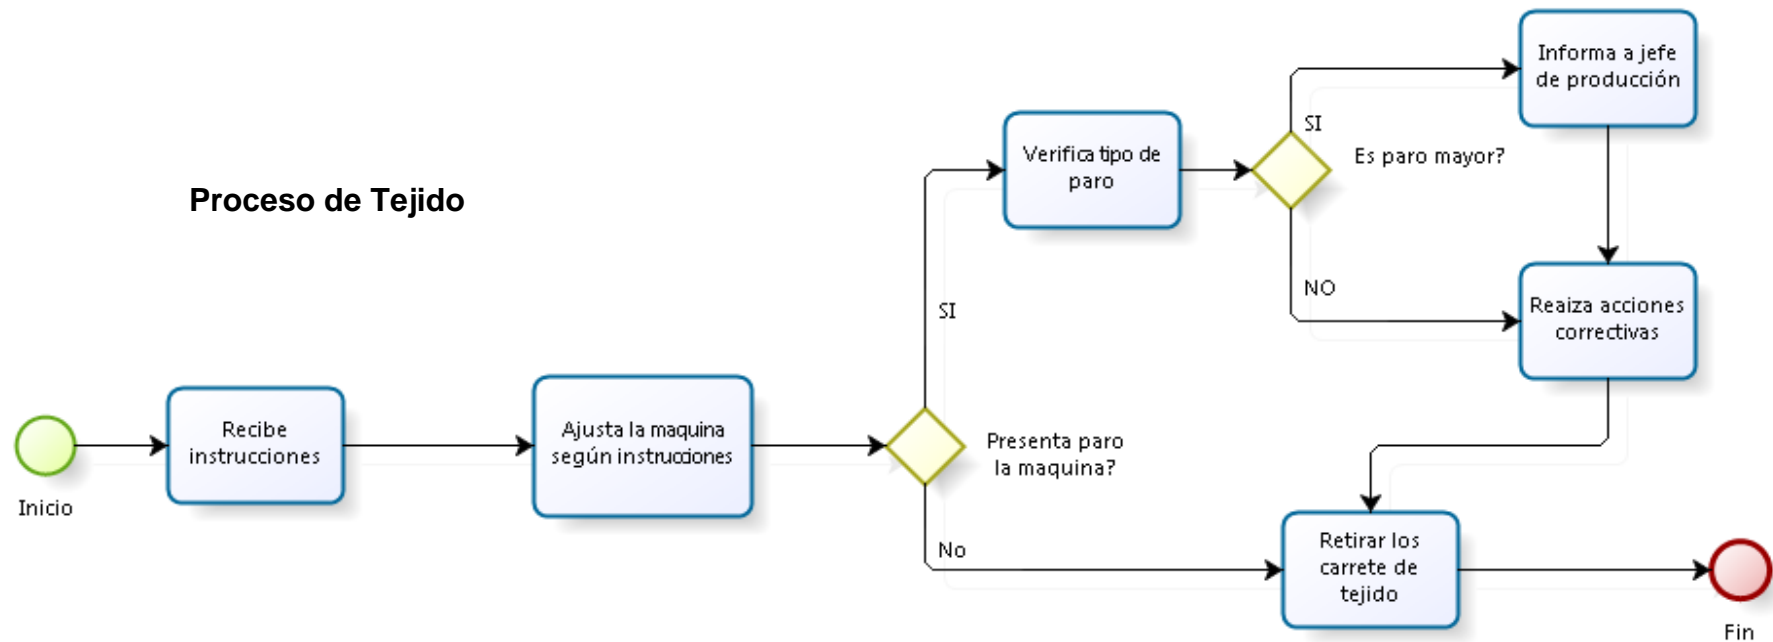 Proceso de Tejido
Inicio
Recibe
instrucciones
Ajusta la maquina
según instrucciones
Presenta paro
la maquina?
SI
No
Verifica tipo de
paro
Es paro mayor?
SI
NO
Informa a jefe
de producción
Reaiza acciones
correctivas
Retirar los
carrete de
tejido
Fin